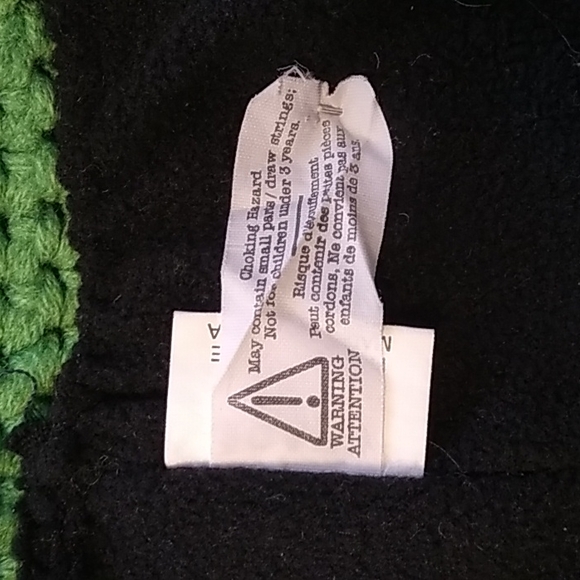 WARNING
ATTENTION
Choking Hazard
May contain small parts / draw strings;
Not for children under 3 years.
Risque d'étouffement
Peut contenir des petites pièces
cordons, Ne convient pas aux
enfants de moins de 3 ans.